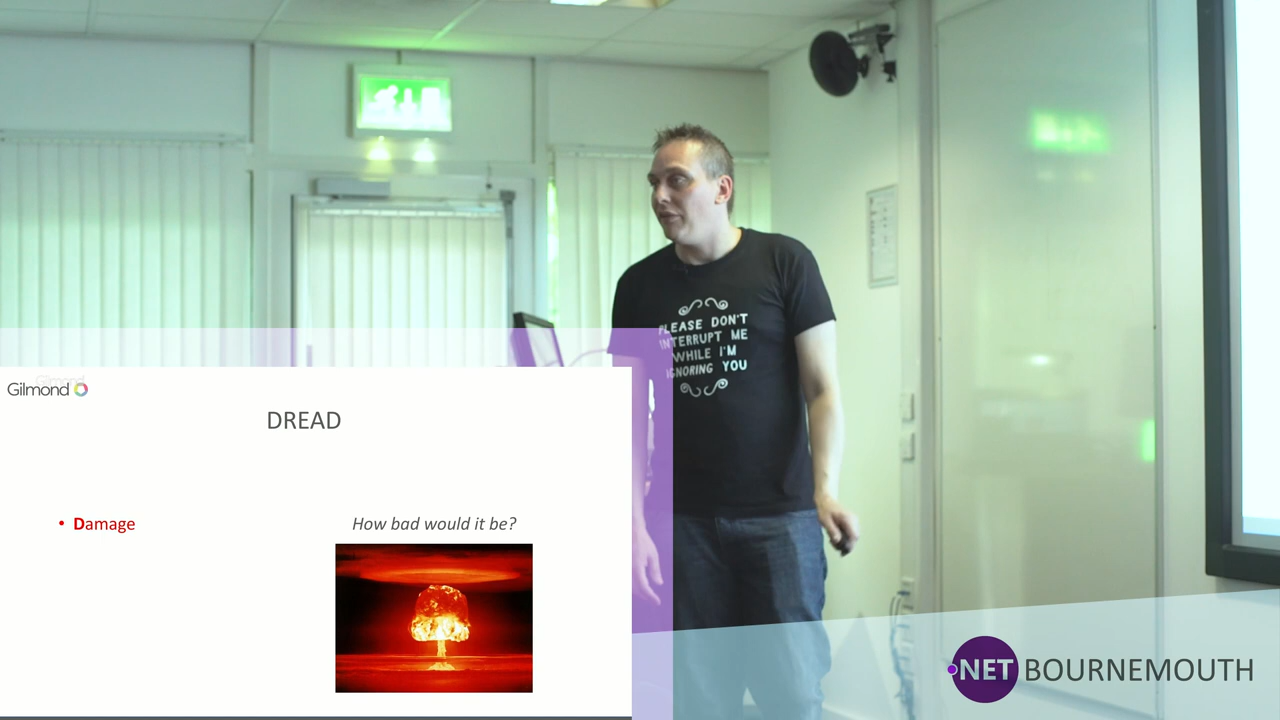 PLEASE DON'T
INTERRUPT ME
WHILE I'M
IGNORING YOU
Gilmond
DREAD
• Damage
How bad would it be?
.NET BOURNEMOUTH